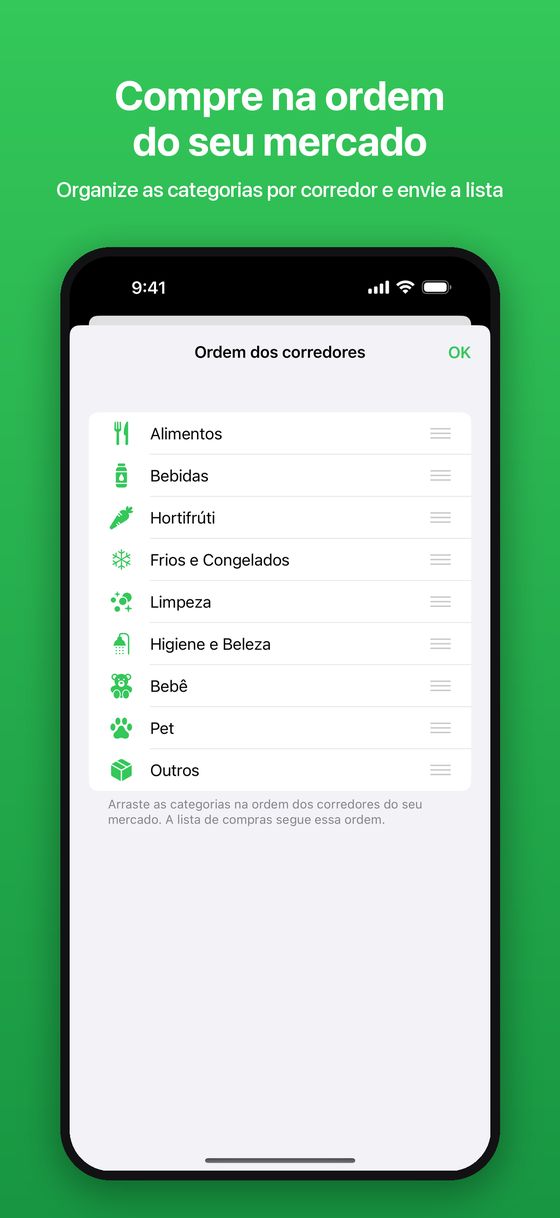 Compre na ordem
do seu mercado
Organize as categorias por corredor e envie a lista
9:41
Ordem dos corredores
OK
Alimentos
Bebidas
Hortifrúti
Frios e Congelados
Limpeza
Higiene e Beleza
Bebê
Pet
Outros
Arraste as categorias na ordem dos corredores do seu
mercado. A lista de compras segue essa ordem.